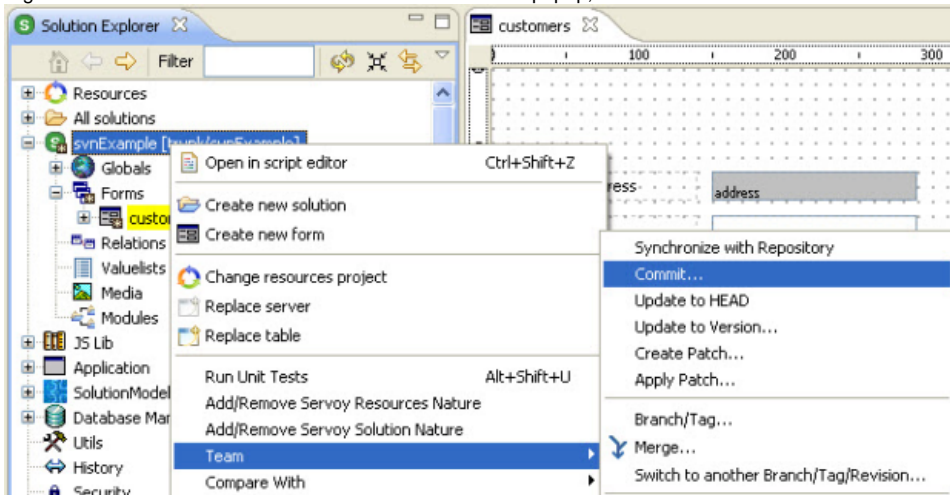 Solution Explorer
customers
Filter
100 200 300
Resources
All solutions
svnExample [trunk/svnExample]
Globals
Forms
Relations
Valuelists
Media
Modules
JS Lib
Application
SolutionModel
Utils
History
Security
Open in script editor Ctrl+Shift+Z
Create new solution
Create new form
Change resources project
Replace server
Replace table
Run Unit Tests Alt+Shift+U
Add/Remove Servoy Resources Nature
Add/Remove Servoy Solution Nature
Team
Compare With
address
Synchronize with Repository
Commit...
Update to HEAD
Update to Version...
Create Patch...
Apply Patch...
Branch/Tag...
Merge...
Switch to another Branch/Tag/Revision...